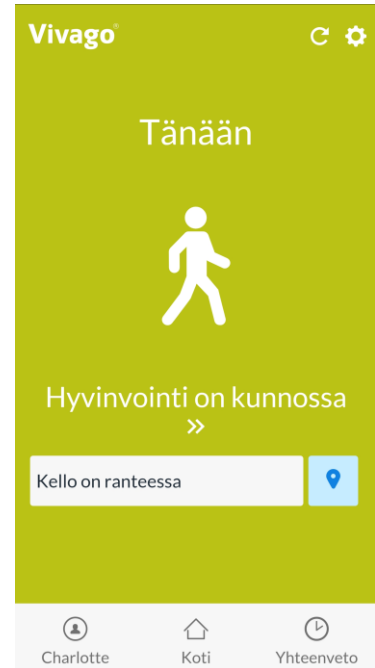 Vivago®
Tänään
Hyvinvointi on kunnossa
»
Kello on ranteessa
Charlotte
Koti
Yhteenveto